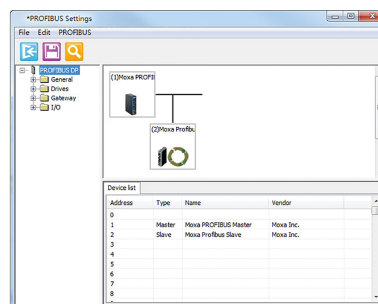 *PROFIBUS Settings
File Edit PROFIBUS
PROFIBUS DP
General
Drives
Gateway
I/O
(1)Moxa PROFI
(2)Moxa Profibu
Device list
Address Type Name Vendor
0
1 Master Moxa PROFIBUS Master Moxa Inc.
2 Slave Moxa Profibus Slave Moxa Inc.
3
4
5
6
7
8